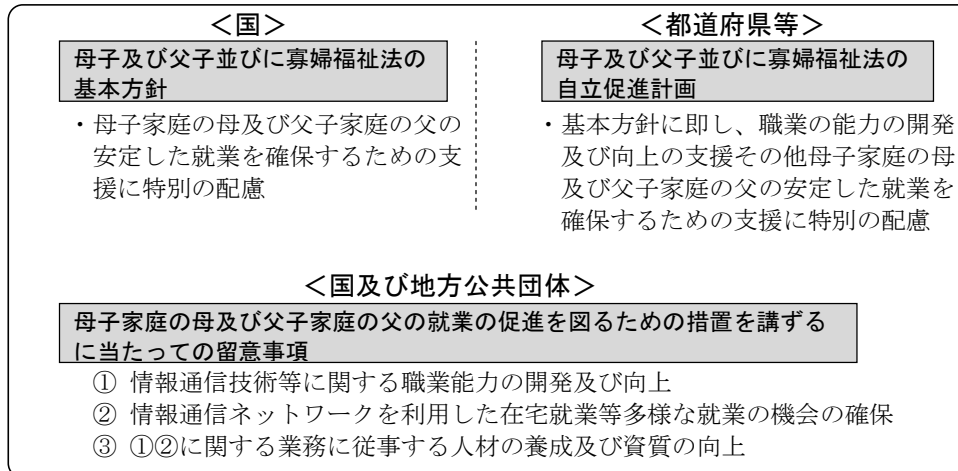 ＜国＞
母子及び父子並びに寡婦福祉法の
基本方針
・母子家庭の母及び父子家庭の父の
安定した就業を確保するための支
援に特別の配慮
＜都道府県等＞
母子及び父子並びに寡婦福祉法の
自立促進計画
・基本方針に即し、職業の能力の開発
及び向上の支援その他母子家庭の母
及び父子家庭の父の安定した就業を
確保するための支援に特別の配慮
＜国及び地方公共団体＞
母子家庭の母及び父子家庭の父の就業の促進を図るための措置を講ずる
に当たっての留意事項
① 情報通信技術等に関する職業能力の開発及び向上
② 情報通信ネットワークを利用した在宅就業等多様な就業の機会の確保
③ ①②に関する業務に従事する人材の養成及び資質の向上